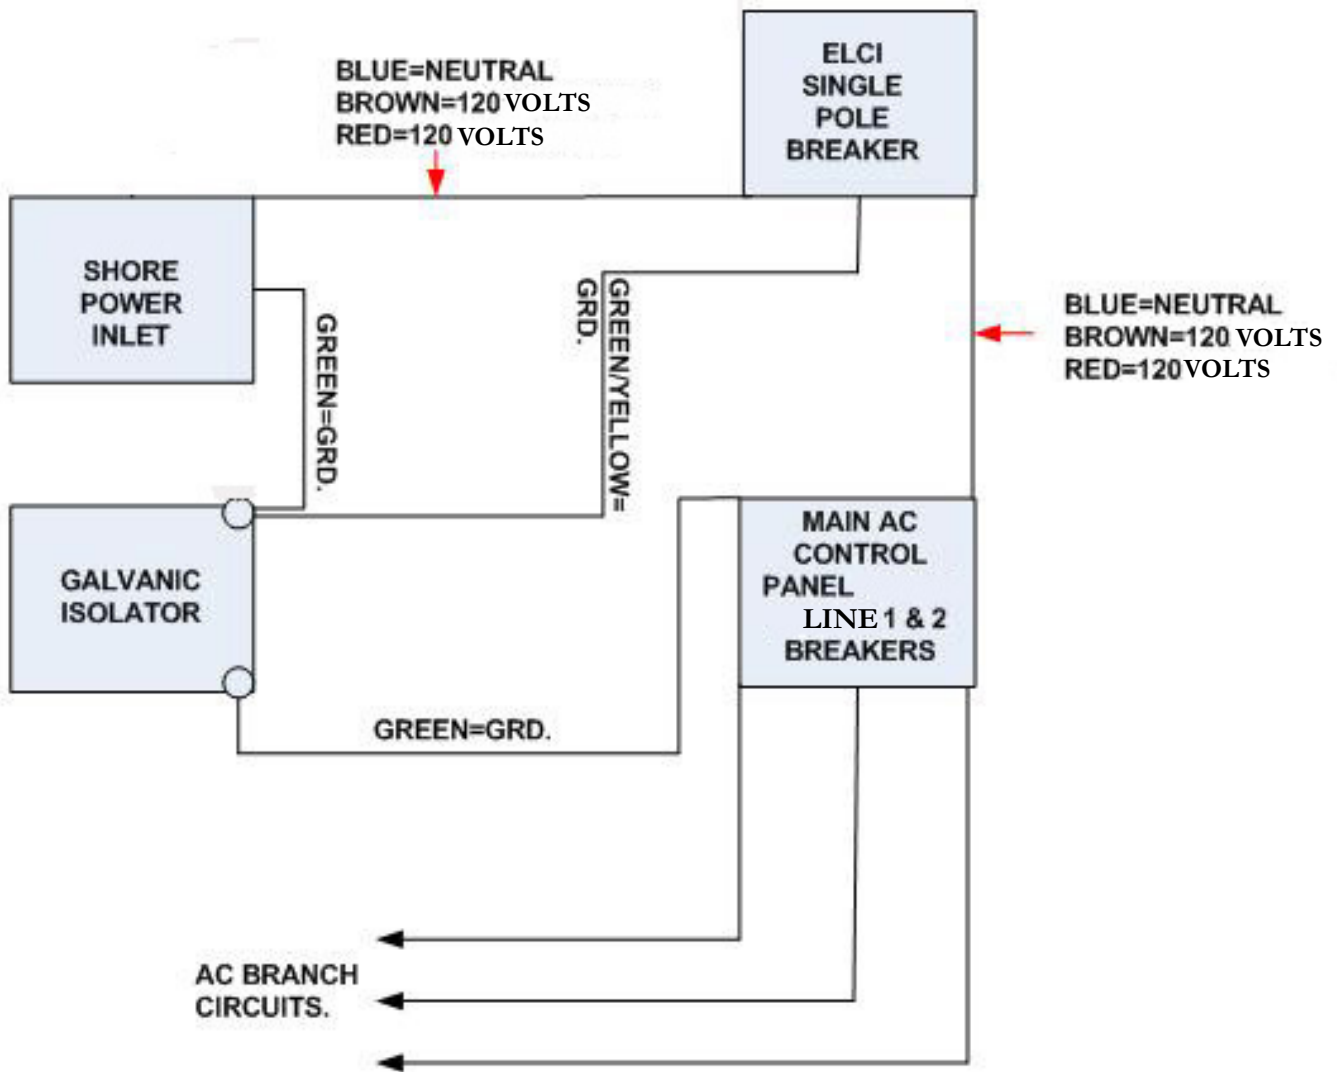 BLUE=NEUTRAL
BROWN=120 VOLTS
RED=120 VOLTS
ELCI
SINGLE
POLE
BREAKER
SHORE
POWER
INLET
GREEN=GRD.
GREEN/YELLOW=
GRD.
BLUE=NEUTRAL
BROWN=120 VOLTS
RED=120 VOLTS
GALVANIC
ISOLATOR
MAIN AC
CONTROL
PANEL
LINE 1 & 2
BREAKERS
GREEN=GRD.
AC BRANCH
CIRCUITS.